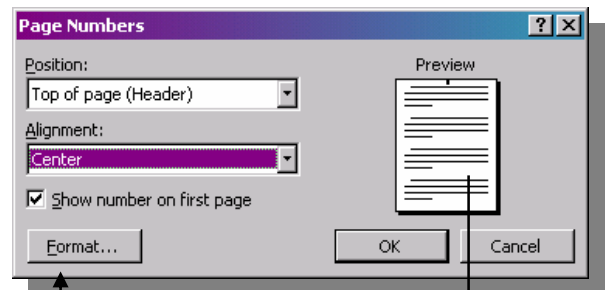 Page Numbers
Position:
Preview
Top of page (Header)
Alignment:
Center
Show number on first page
Format...
OK
Cancel